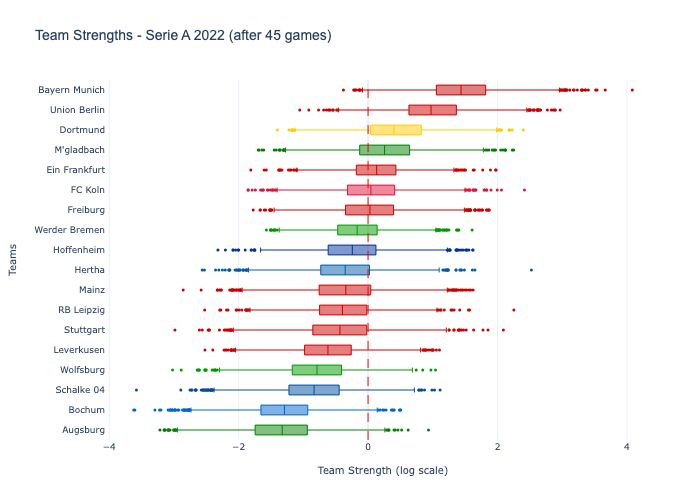 Team Strengths - Serie A 2022 (after 45 games)
Bayern Munich
Union Berlin
Dortmund
M'gladbach
Ein Frankfurt
FC Koln
Freiburg
Werder Bremen
Hoffenheim
Hertha
Mainz
RB Leipzig
Stuttgart
Leverkusen
Wolfsburg
Schalke 04
Bochum
Augsburg
Teams
−4 −2 0 2 4
Team Strength (log scale)